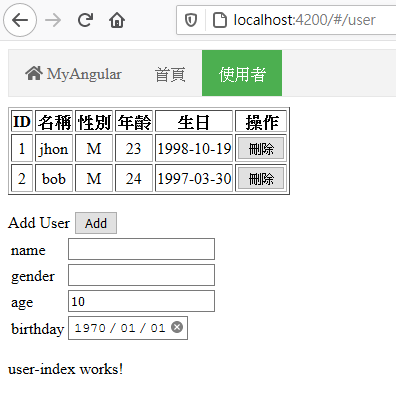 localhost:4200/#/user
MyAngular 首頁 使用者
ID 名稱 性別 年齡 生日 操作
1 jhon M 23 1998-10-19 刪除
2 bob M 24 1997-03-30 刪除
Add User Add
name
gender
age 10
birthday 1970 / 01 / 01
user-index works!